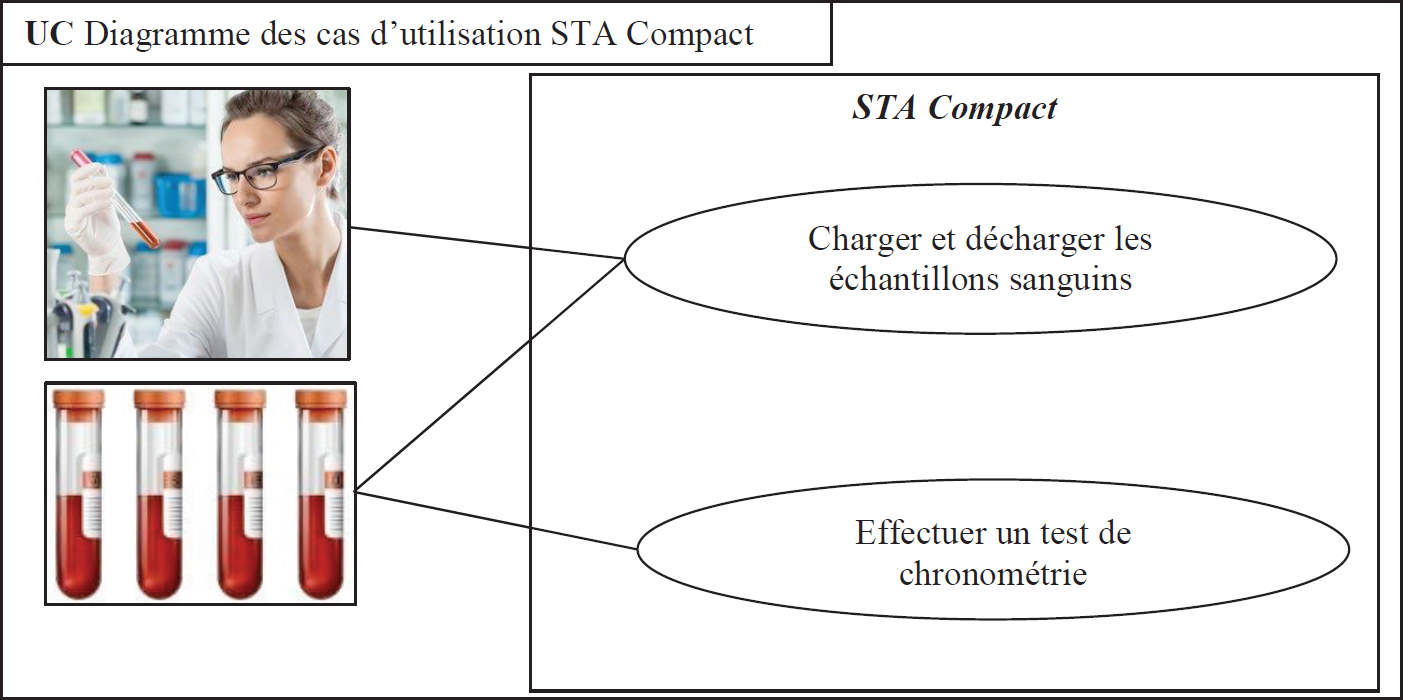 UC Diagramme des cas d’utilisation STA Compact
STA Compact
Charger et décharger les
échantillons sanguins
Effectuer un test de
chronométrie